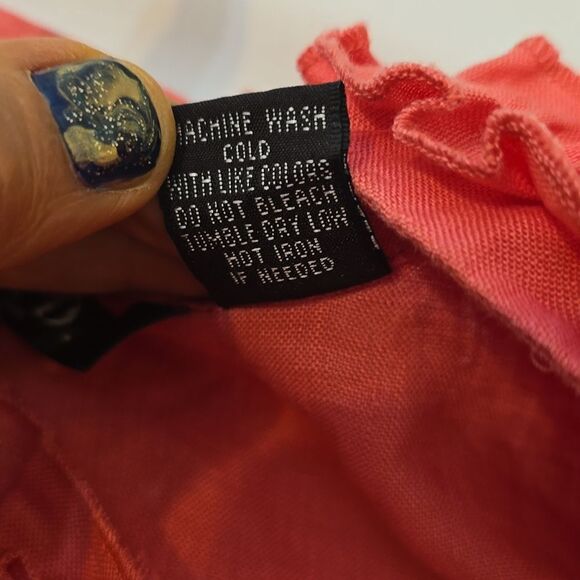 MACHINE WASH
COLD
WITH LIKE COLORS
DO NOT BLEACH
TUMBLE DRY LOW
HOT IRON
IF NEEDED